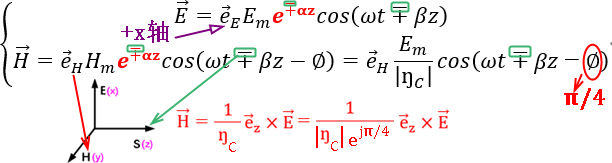 E⃗ = e⃗_E E_m e^{∓αz} cos(ωt ∓ βz)
+x轴
H⃗ = e⃗_H H_m e^{∓αz} cos(ωt ∓ βz − ∅) = e⃗_H E_m/|η_C| cos(ωt ∓ βz − ∅)
π/4
E(x)
S(z)
H(y)
H⃗ = 1/η_C e⃗_z × E⃗ = 1/(|η_C| e^{jπ/4}) e⃗_z × E⃗